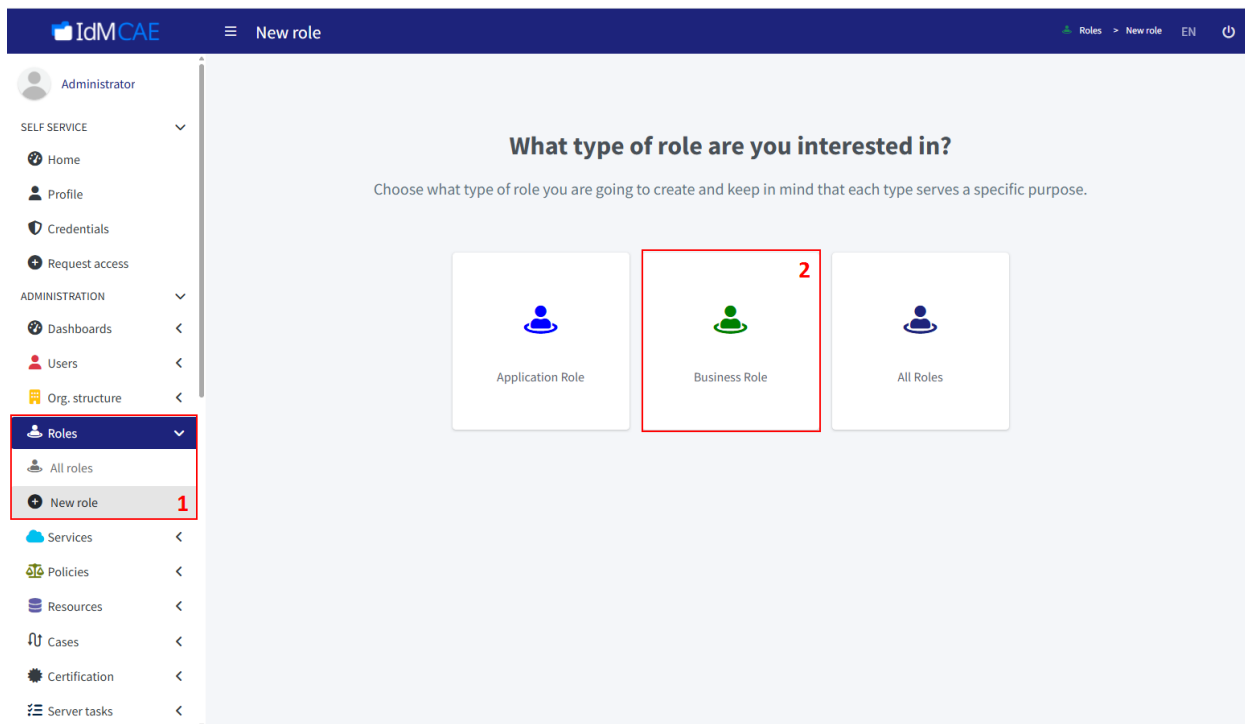 IdMCAE
New role
Roles > New role
EN
Administrator
SELF SERVICE
Home
Profile
Credentials
Request access
ADMINISTRATION
Dashboards
Users
Org. structure
Roles
All roles
New role
1
Services
Policies
Resources
Cases
Certification
Server tasks
What type of role are you interested in?
Choose what type of role you are going to create and keep in mind that each type serves a specific purpose.
Application Role
2
Business Role
All Roles